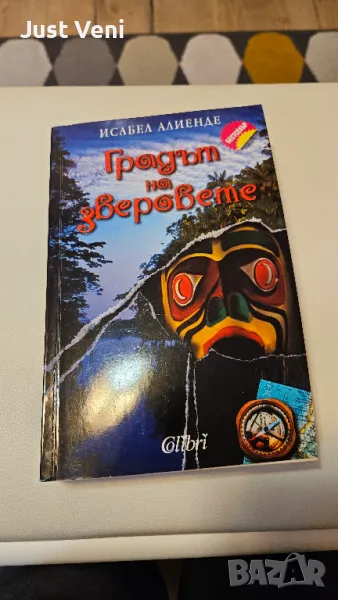 Just Veni
ИСАБЕЛ АЛИЕНДЕ
Градът
на
зверовете
Colibri
BAZAR